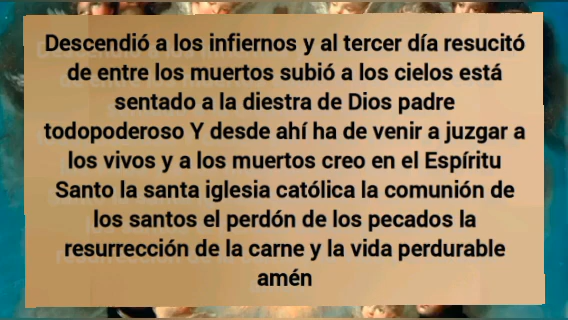 Descendió a los infiernos y al tercer día resucitó
de entre los muertos subió a los cielos está
sentado a la diestra de Dios padre
todopoderoso Y desde ahí ha de venir a juzgar a
los vivos y a los muertos creo en el Espíritu
Santo la santa iglesia católica la comunión de
los santos el perdón de los pecados la
resurrección de la carne y la vida perdurable
amén